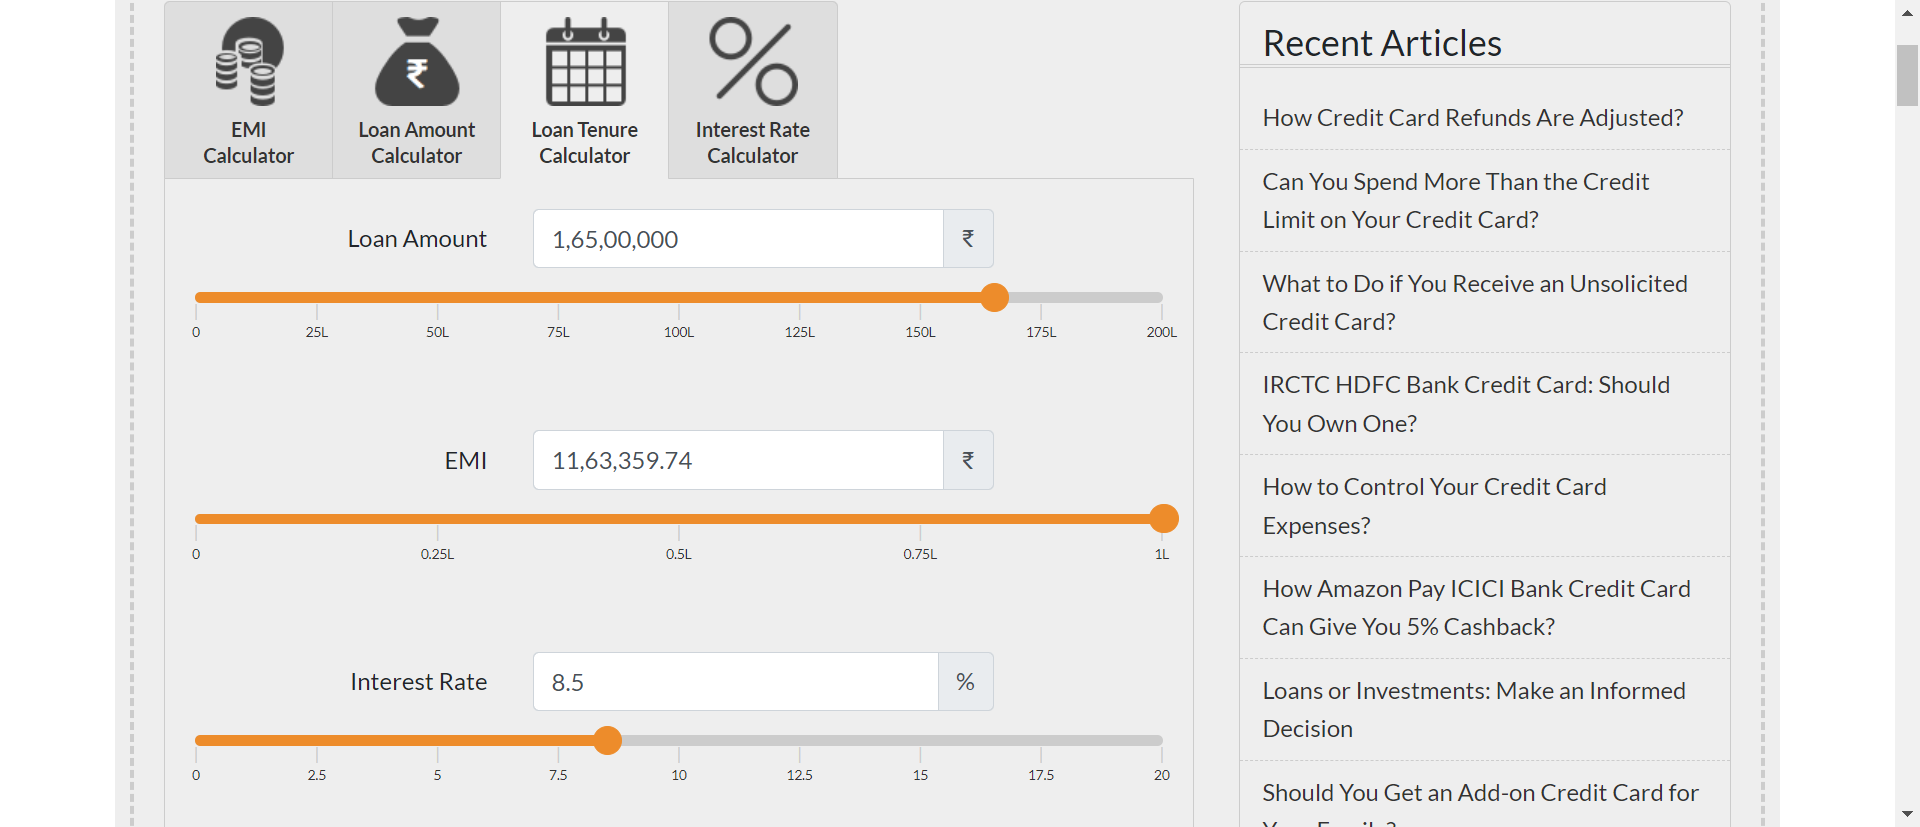 EMI
Calculator
Loan Amount
Calculator
Loan Tenure
Calculator
Interest Rate
Calculator
Loan Amount
1,65,00,000
₹
0 25L 50L 75L 100L 125L 150L 175L 200L
EMI
11,63,359.74
₹
0 0.25L 0.5L 0.75L 1L
Interest Rate
8.5
%
0 2.5 5 7.5 10 12.5 15 17.5 20
Recent Articles
How Credit Card Refunds Are Adjusted?
Can You Spend More Than the Credit
Limit on Your Credit Card?
What to Do if You Receive an Unsolicited
Credit Card?
IRCTC HDFC Bank Credit Card: Should
You Own One?
How to Control Your Credit Card
Expenses?
How Amazon Pay ICICI Bank Credit Card
Can Give You 5% Cashback?
Loans or Investments: Make an Informed
Decision
Should You Get an Add-on Credit Card for